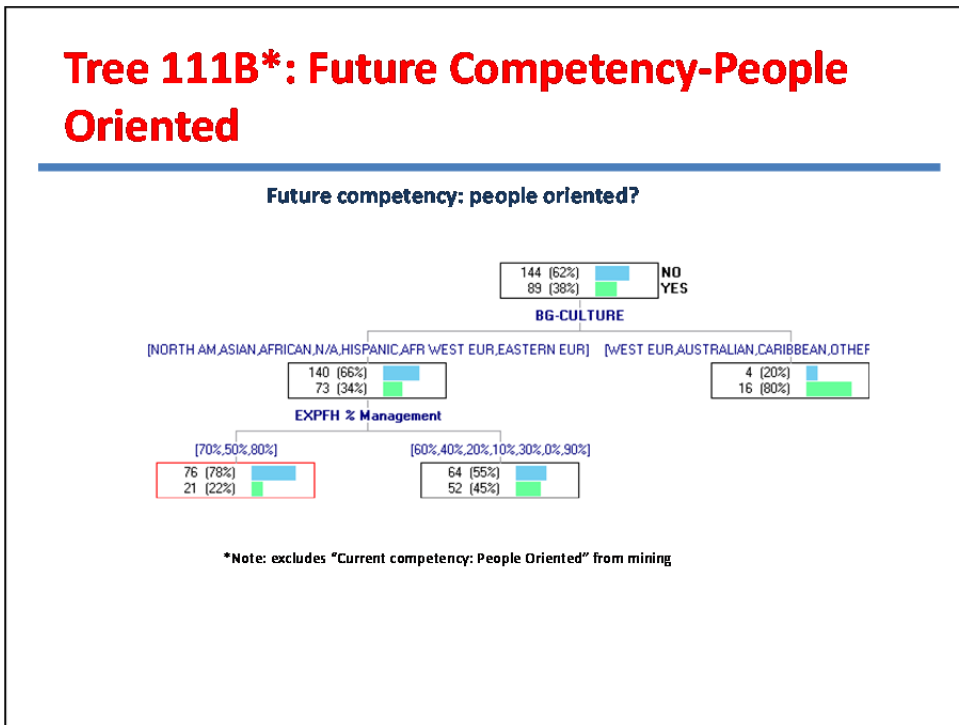 Tree 111B*: Future Competency-People
Oriented
Future competency: people oriented?
144 (62%) NO
89 (38%) YES
BG-CULTURE
[NORTH AM,ASIAN,AFRICAN,N/A,HISPANIC,AFR WEST EUR,EASTERN EUR] [WEST EUR,AUSTRALIAN,CARIBBEAN,OTHER
140 (66%) 4 (20%)
73 (34%) 16 (80%)
EXPFH % Management
[70%,50%,80%] [60%,40%,20%,10%,30%,0%,90%]
76 (78%) 64 (55%)
21 (22%) 52 (45%)
*Note: excludes “Current competency: People Oriented” from mining